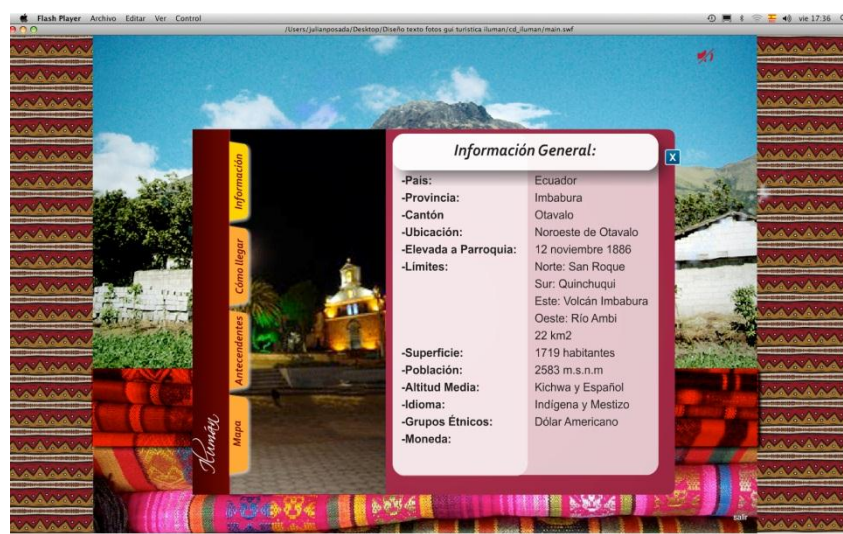 Flash Player Archivo Editar Ver Control vie 17:36
/Users/julianposada/Desktop/Diseño texto fotos gui turistica iluman/cd_iluman/main.swf
Información General:
X
Información
Cómo llegar
Antecendentes
Mapa
Ilumán
-País: Ecuador
-Provincia: Imbabura
-Cantón Otavalo
-Ubicación: Noroeste de Otavalo
-Elevada a Parroquia: 12 noviembre 1886
-Límites: Norte: San Roque
Sur: Quinchuqui
Este: Volcán Imbabura
Oeste: Río Ambi
22 km2
-Superficie: 1719 habitantes
-Población: 2583 m.s.n.m
-Altitud Media: Kichwa y Español
-Idioma: Indígena y Mestizo
-Grupos Étnicos: Dólar Americano
-Moneda:
salir